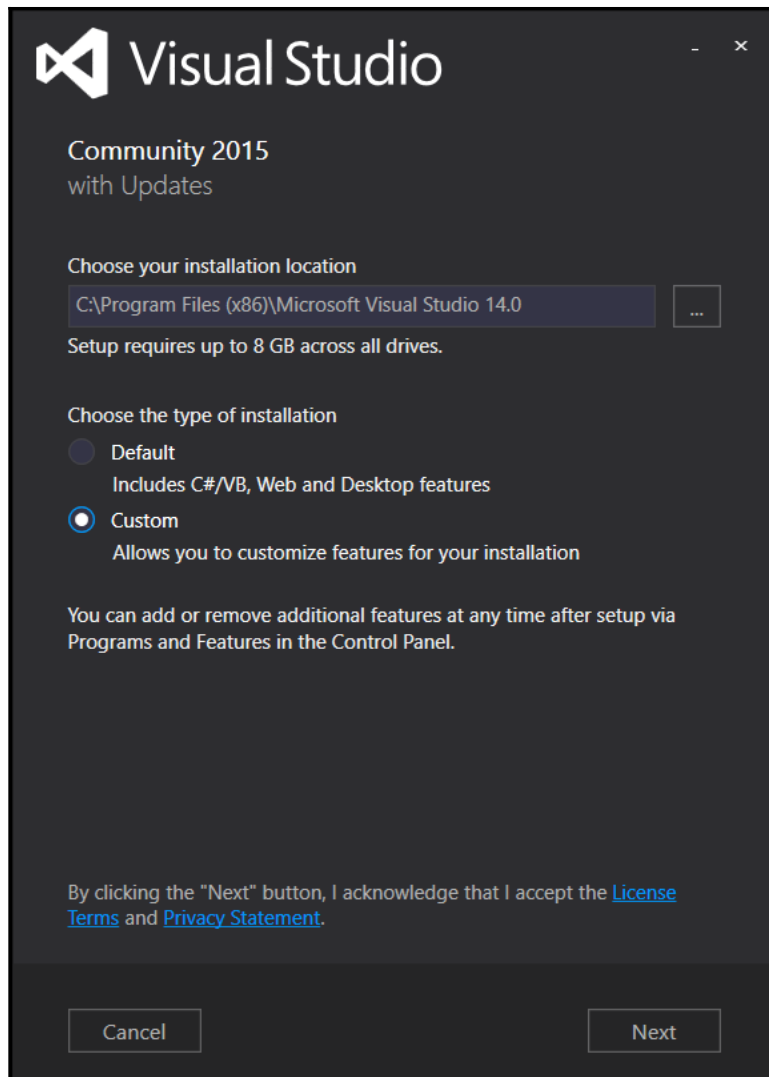 Visual Studio
Community 2015
with Updates
Choose your installation location
C:\Program Files (x86)\Microsoft Visual Studio 14.0
...
Setup requires up to 8 GB across all drives.
Choose the type of installation
Default
Includes C#/VB, Web and Desktop features
Custom
Allows you to customize features for your installation
You can add or remove additional features at any time after setup via
Programs and Features in the Control Panel.
By clicking the "Next" button, I acknowledge that I accept the License
Terms and Privacy Statement.
Cancel
Next